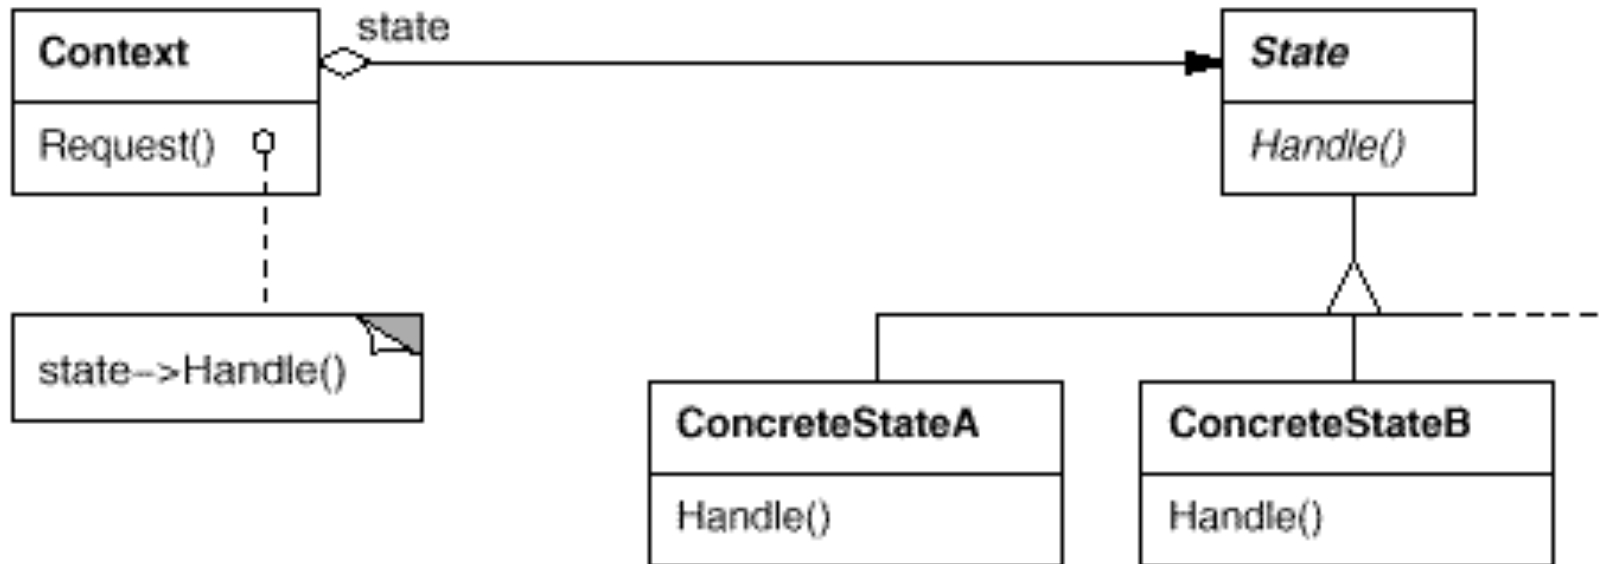 Context
state
State
Request()
Handle()
state–>Handle()
ConcreteStateA
ConcreteStateB
Handle()
Handle()